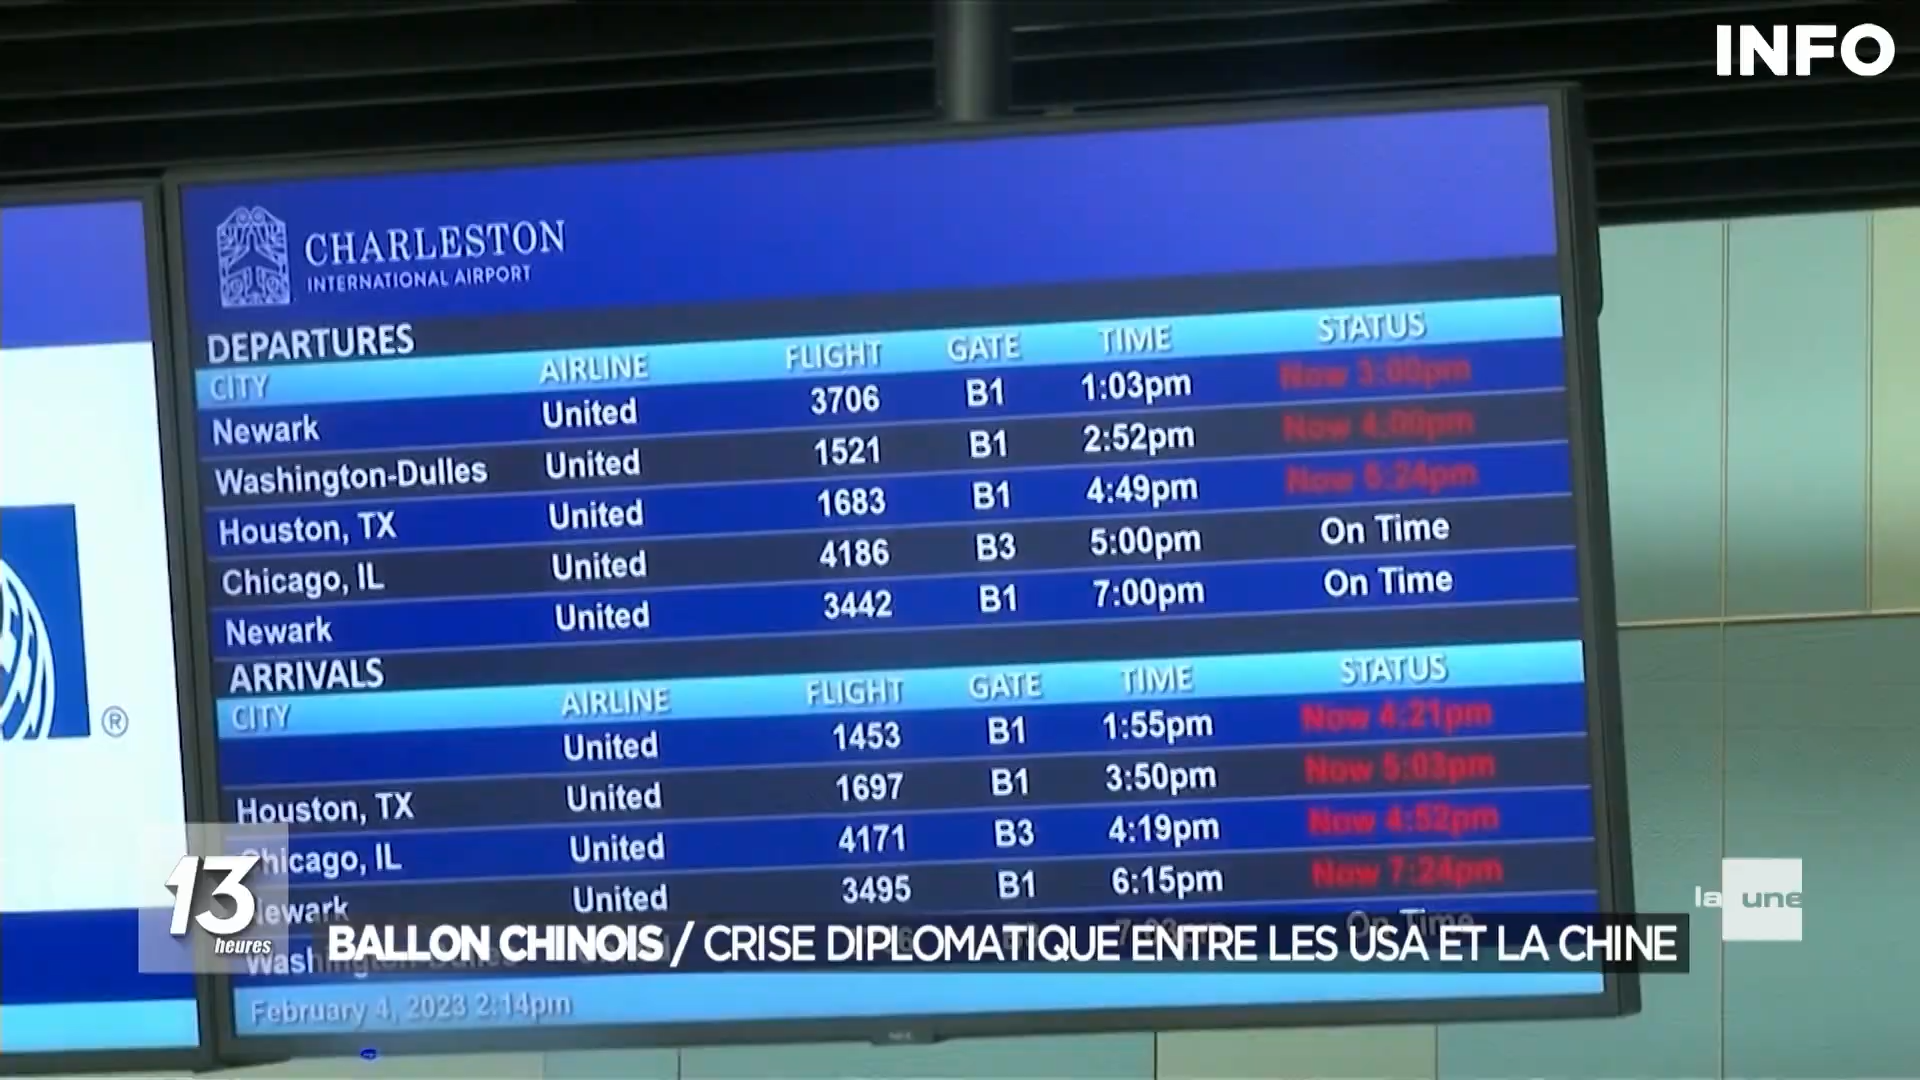 INFO
CHARLESTON
INTERNATIONAL AIRPORT
DEPARTURES
CITY AIRLINE FLIGHT GATE TIME STATUS
Newark United 3706 B1 1:03pm Now 3:00pm
Washington-Dulles United 1521 B1 2:52pm Now 4:00pm
Houston, TX United 1683 B1 4:49pm Now 5:24pm
Chicago, IL United 4186 B3 5:00pm On Time
Newark United 3442 B1 7:00pm On Time
ARRIVALS
CITY AIRLINE FLIGHT GATE TIME STATUS
United 1453 B1 1:55pm Now 4:21pm
Houston, TX United 1697 B1 3:50pm Now 5:03pm
Chicago, IL United 4171 B3 4:19pm Now 4:52pm
Newark United 3495 B1 6:15pm Now 7:24pm
Washington-Dulles On Time
February 4, 2023 2:14pm
®
13 heures
BALLON CHINOIS / CRISE DIPLOMATIQUE ENTRE LES USA ET LA CHINE
la une